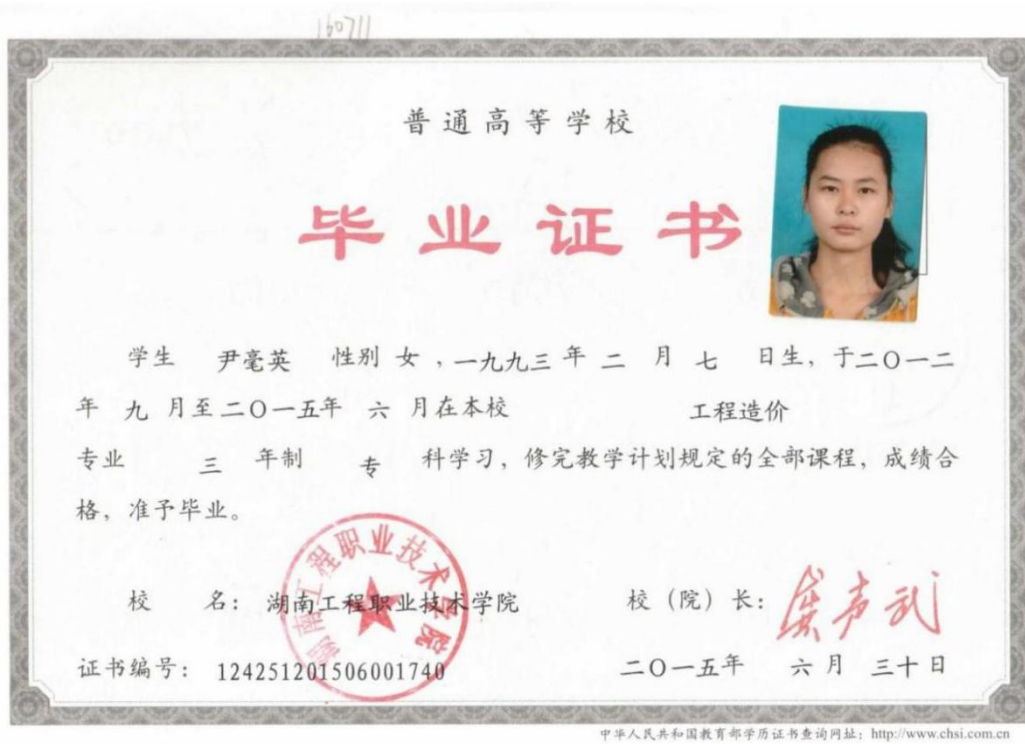 160711
普通高等学校
毕业证书
学生 尹毫英 性别 女，一九九三 年 二 月 七 日生，于二〇一二
年 九 月至二〇一五年 六 月在本校 工程造价
专业 三 年制 专 科学习，修完教学计划规定的全部课程，成绩合
格，准予毕业。
湖南工程职业技术学院
校 名：湖南工程职业技术学院 校（院）长：
证书编号：124251201506001740 二〇一五年 六月 三十日
中华人民共和国教育部学历证书查询网址：http://www.chsi.com.cn